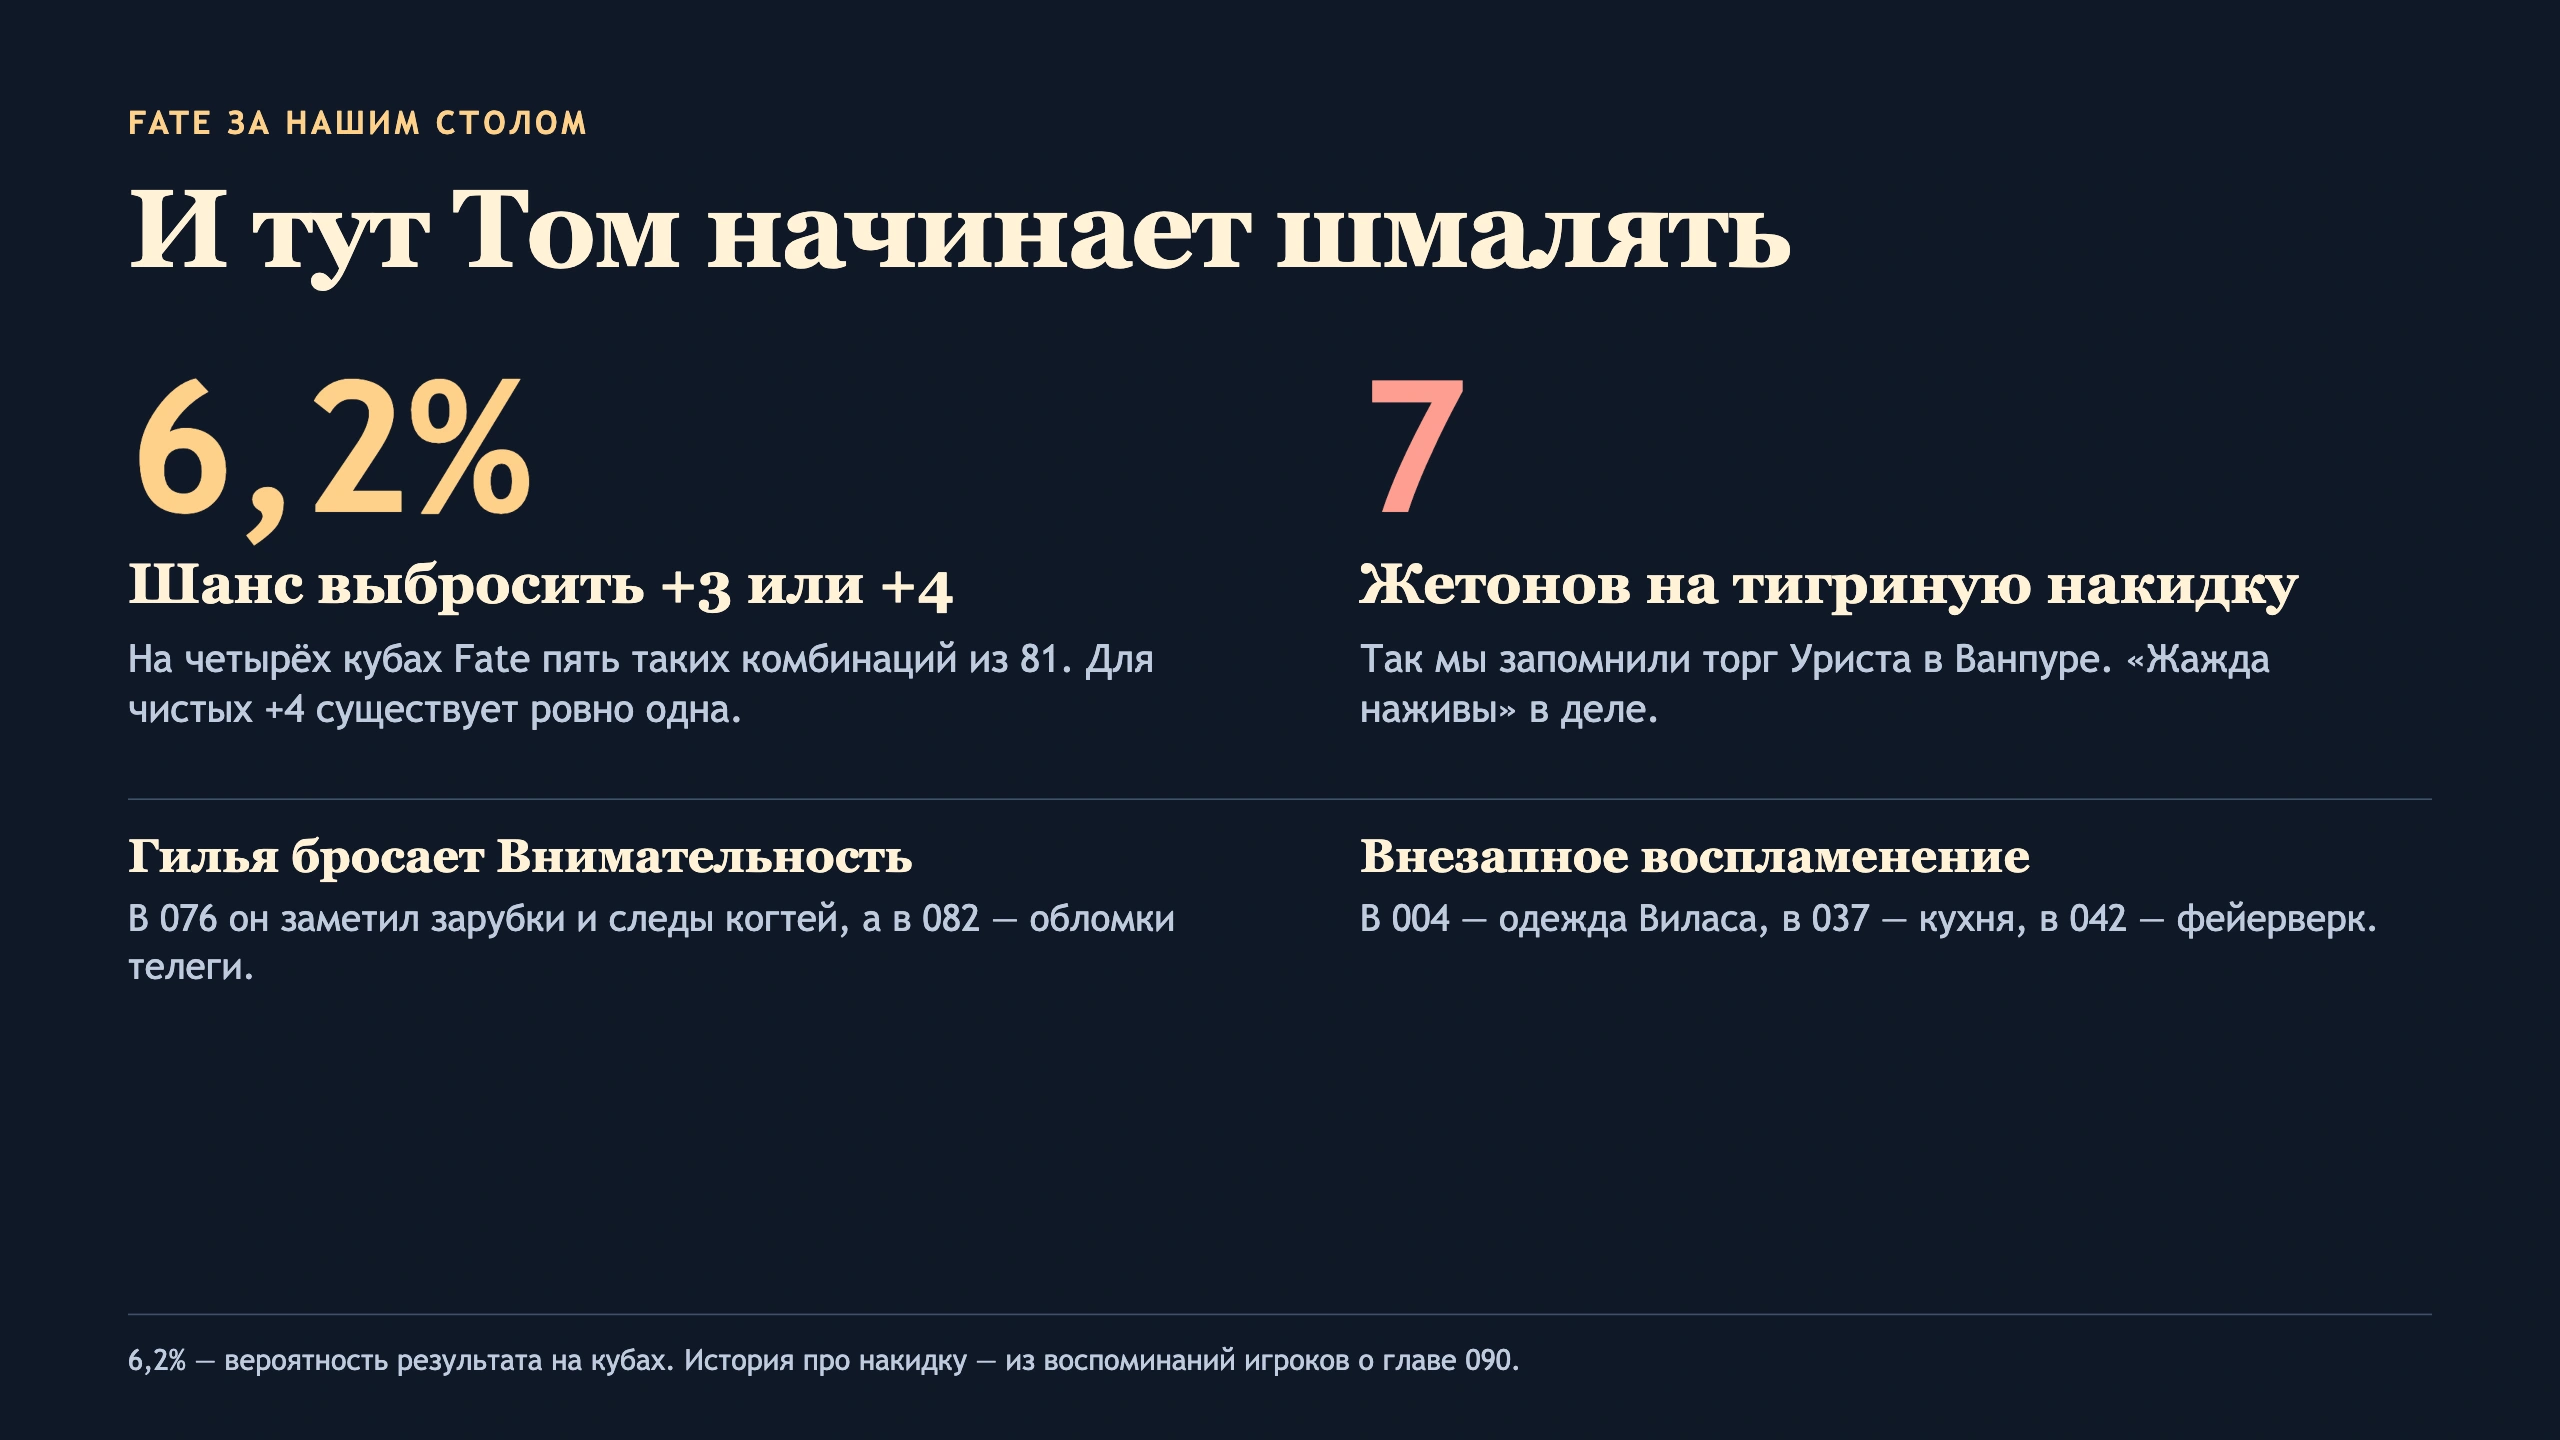 FATE ЗА НАШИМ СТОЛОМ
И тут Том начинает шмалять
6,2%
Шанс выбросить +3 или +4
На четырёх кубах Fate пять таких комбинаций из 81. Для
чистых +4 существует ровно одна.
7
Жетонов на тигриную накидку
Так мы запомнили торг Уриста в Ванпуре. «Жажда
наживы» в деле.
Гилья бросает Внимательность
В 076 он заметил зарубки и следы когтей, а в 082 — обломки
телеги.
Внезапное воспламенение
В 004 — одежда Виласа, в 037 — кухня, в 042 — фейерверк.
6,2% — вероятность результата на кубах. История про накидку — из воспоминаний игроков о главе 090.